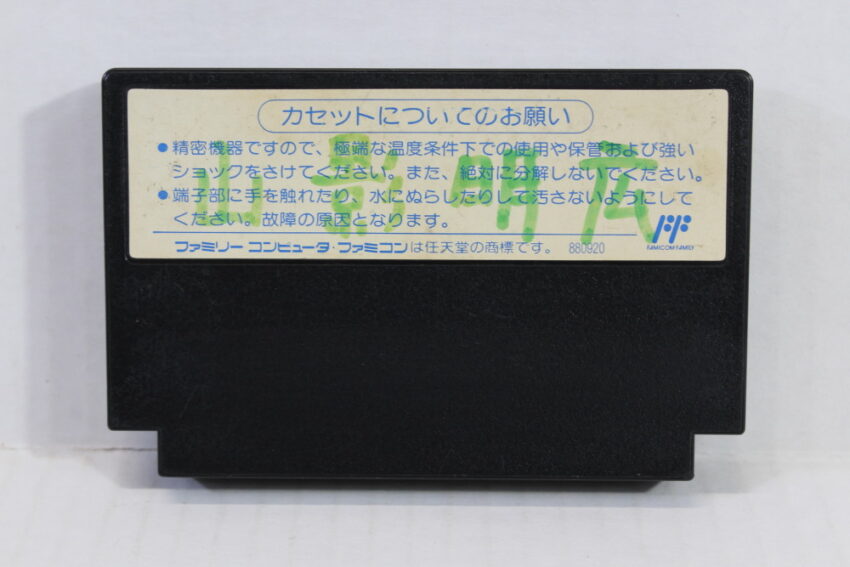 カセットについてのお願い
●精密機器ですので、極端な温度条件下での使用や保管および強い
ショックをさけてください。また、絶対に分解しないでください。
●端子部に手を触れたり、水にぬらしたりして汚さないようにして
ください。故障の原因となります。
ファミリーコンピュータ・ファミコンは任天堂の商標です。 880920
FAMICOM FAMILY
影明広